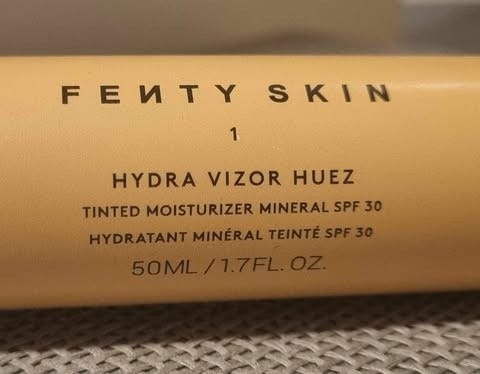 FEИTY SKIN
1
HYDRA VIZOR HUEZ
TINTED MOISTURIZER MINERAL SPF 30
HYDRATANT MINÉRAL TEINTÉ SPF 30
50ML / 1.7FL. OZ.